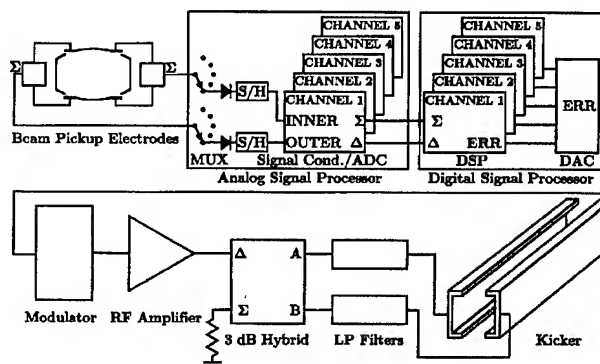 CHANNEL 5
CHANNEL 4
CHANNEL 3
CHANNEL 2
CHANNEL 1
INNER Σ
OUTER Δ
CHANNEL 5
CHANNEL 4
CHANNEL 3
CHANNEL 2
CHANNEL 1
Σ
Δ ERR
ERR
Σ Σ
S/H
S/H
Beam Pickup Electrodes
MUX
Signal Cond./ADC
DSP
DAC
Analog Signal Processor
Digital Signal Processor
Δ A
Σ B
Modulator
RF Amplifier
3 dB Hybrid
LP Filters
Kicker